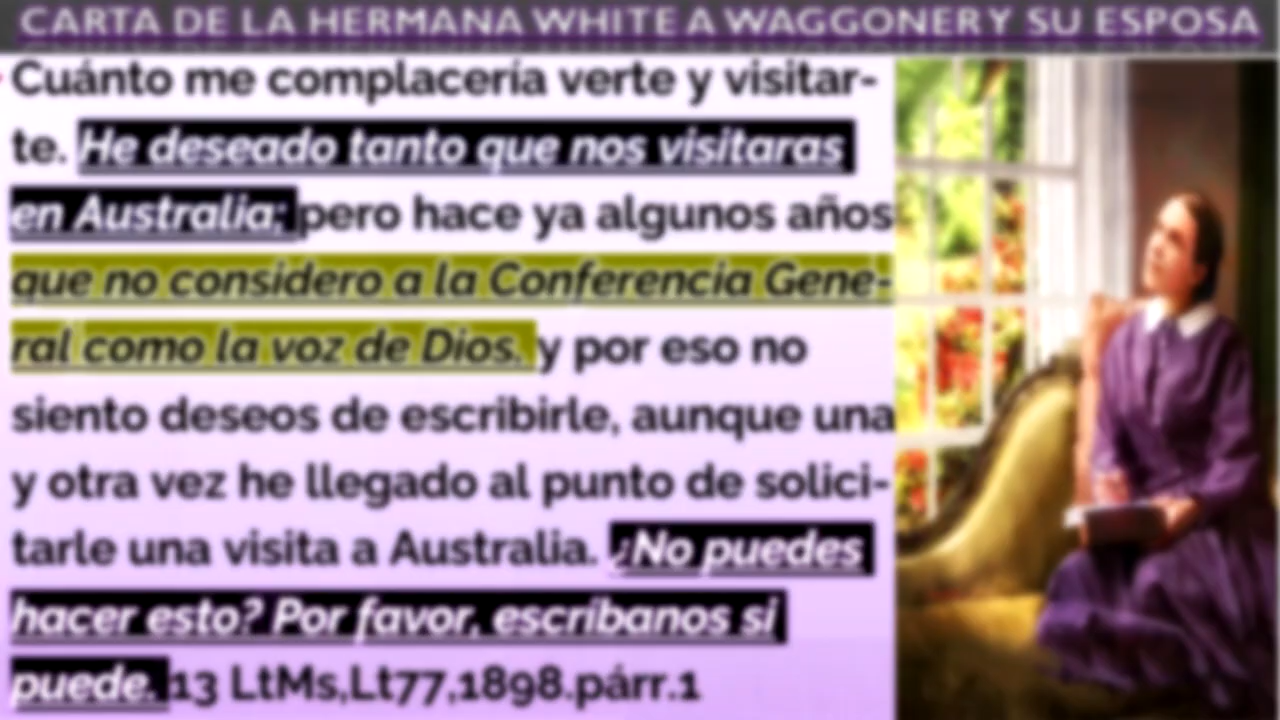 CARTA DE LA HERMANA WHITE A WAGGONER Y SU ESPOSA
Cuánto me complacería verte y visitar-
te. He deseado tanto que nos visitaras
en Australia; pero hace ya algunos años
que no considero a la Conferencia Gene-
ral como la voz de Dios. y por eso no
siento deseos de escribirle, aunque una
y otra vez he llegado al punto de solici-
tarle una visita a Australia. ¿No puedes
hacer esto? Por favor, escríbanos si
puede. 13 LtMs,Lt77,1898.párr.1